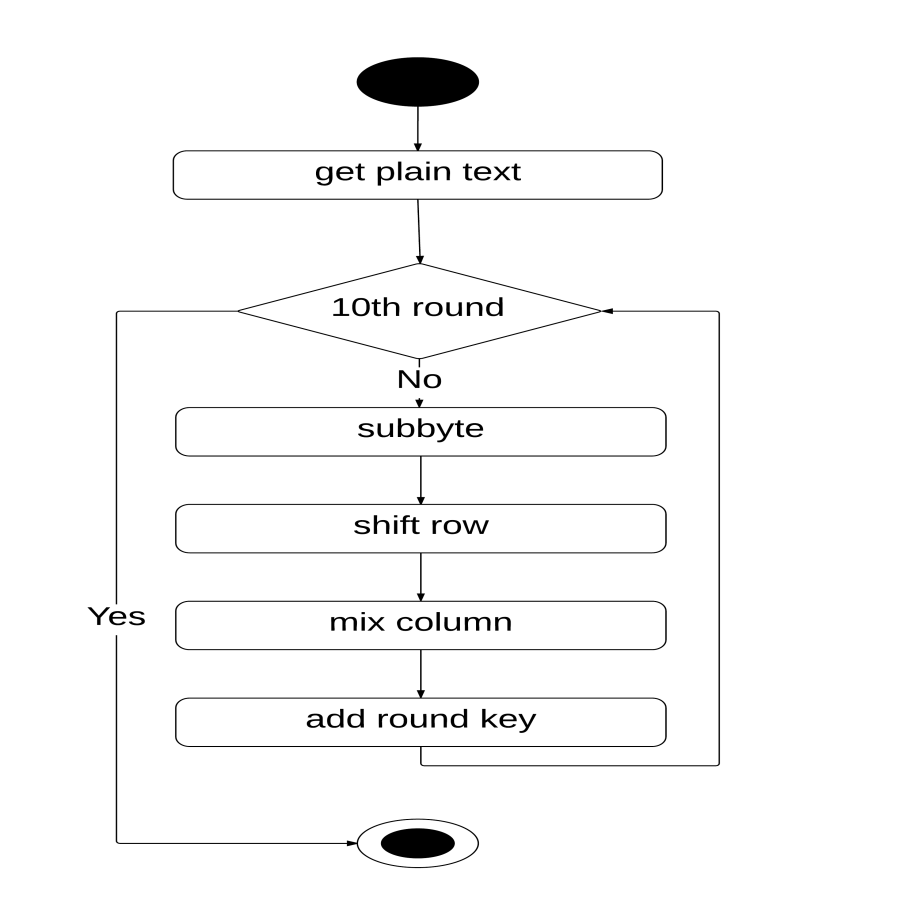 get plain text
10th round
No
subbyte
shift row
mix column
Yes
add round key